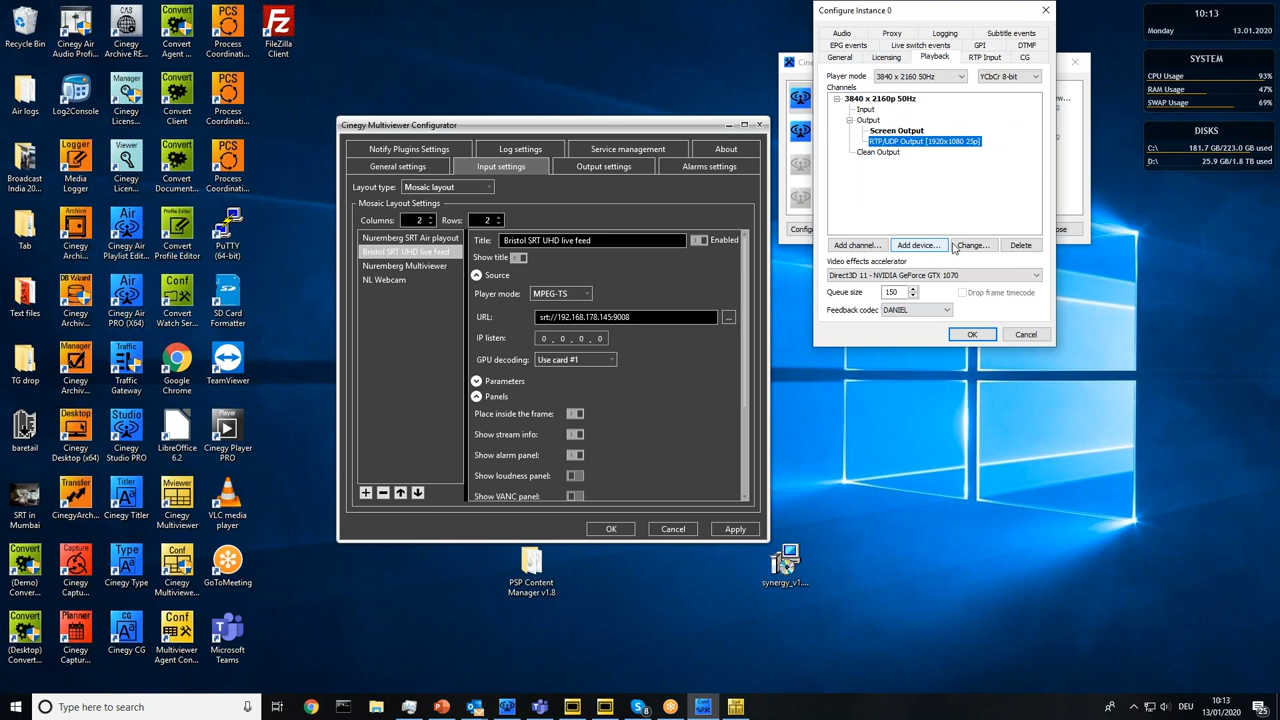 Recycle Bin
Cinegy Air
Audio Profi...
Cinegy
Archive RE...
Convert
Agent ...
Process
Coordinati...
FileZilla
Client
Air logs
Log2Console
Cinegy
Licens...
Convert
Client
Process
Coordinati...
Broadcast
India 20...
Media
Logger
Cinegy
Licen...
Convert
Document...
Process
Coordinati...
Tab
Cinegy
Archiv...
Air
Playlist Edit...
Cinegy Air
Profile Editor
PuTTY
(64-bit)
Text files
Cinegy
Archiv...
Cinegy Air
PRO (X64)
Convert
Watch Ser...
SD Card
Formatter
TG drop
Cinegy
Archiv...
Traffic
Gateway
Google
Chrome
TeamViewer
baretail
Cinegy
Desktop (x64)
Cinegy
Studio PRO
LibreOffice
6.2
Cinegy Player
PRO
SRT in
Mumbai
CinegyArch...
Cinegy Titler
Cinegy
Multiviewer
VLC media
player
(Demo)
Conver...
Cinegy
Captu...
Cinegy Type
Cinegy
Multiviewe...
GoToMeeting
(Desktop)
Convert...
Cinegy
Captur...
Cinegy CG
Multiviewer
Agent Con...
Microsoft
Teams
PSP Content
Manager v1.8
synergy_v1....
Cinegy Multiviewer Configurator
Notify Plugins Settings
Log settings
Service management
About
General settings
Input settings
Output settings
Alarms settings
Layout type:
Mosaic layout
Mosaic Layout Settings
Columns: 2 Rows: 2
Nuremberg SRT Air playout
Bristol SRT UHD live feed
Nuremberg Multiviewer
NL Webcam
Title: Bristol SRT UHD live feed Enabled
Show title
Source
Player mode: MPEG-TS
URL: srt://192.168.178.145:9008 ...
IP listen: 0 . 0 . 0 . 0
GPU decoding: Use card #1
Parameters
Panels
Place inside the frame:
Show stream info:
Show alarm panel:
Show loudness panel:
Show VANC panel:
OK
Cancel
Apply
Configure Instance 0
Audio
Proxy
Logging
Subtitle events
EPG events
Live switch events
GPI
DTMF
General
Licensing
Playback
RTP Input
CG
Player mode 3840 x 2160 50Hz YCbCr 8-bit
Channels
3840 x 2160p 50Hz
Input
Output
Screen Output
RTP/UDP Output [1920x1080 25p]
Clean Output
Add channel...
Add device...
Change...
Delete
Video effects accelerator
Direct3D 11 - NVIDIA GeForce GTX 1070
Queue size 150 Drop frame timecode
Feedback codec DANIEL
OK
Cancel
10:13
Monday 13.01.2020
SYSTEM
CPU Usage 93%
RAM Usage 47%
SWAP Usage 69%
DISKS
C:\ 181.7 GB/223.0 GB used
D:\ 25.9 GB/1.8 TB used
Type here to search
DEU
10:13
13/01/2020